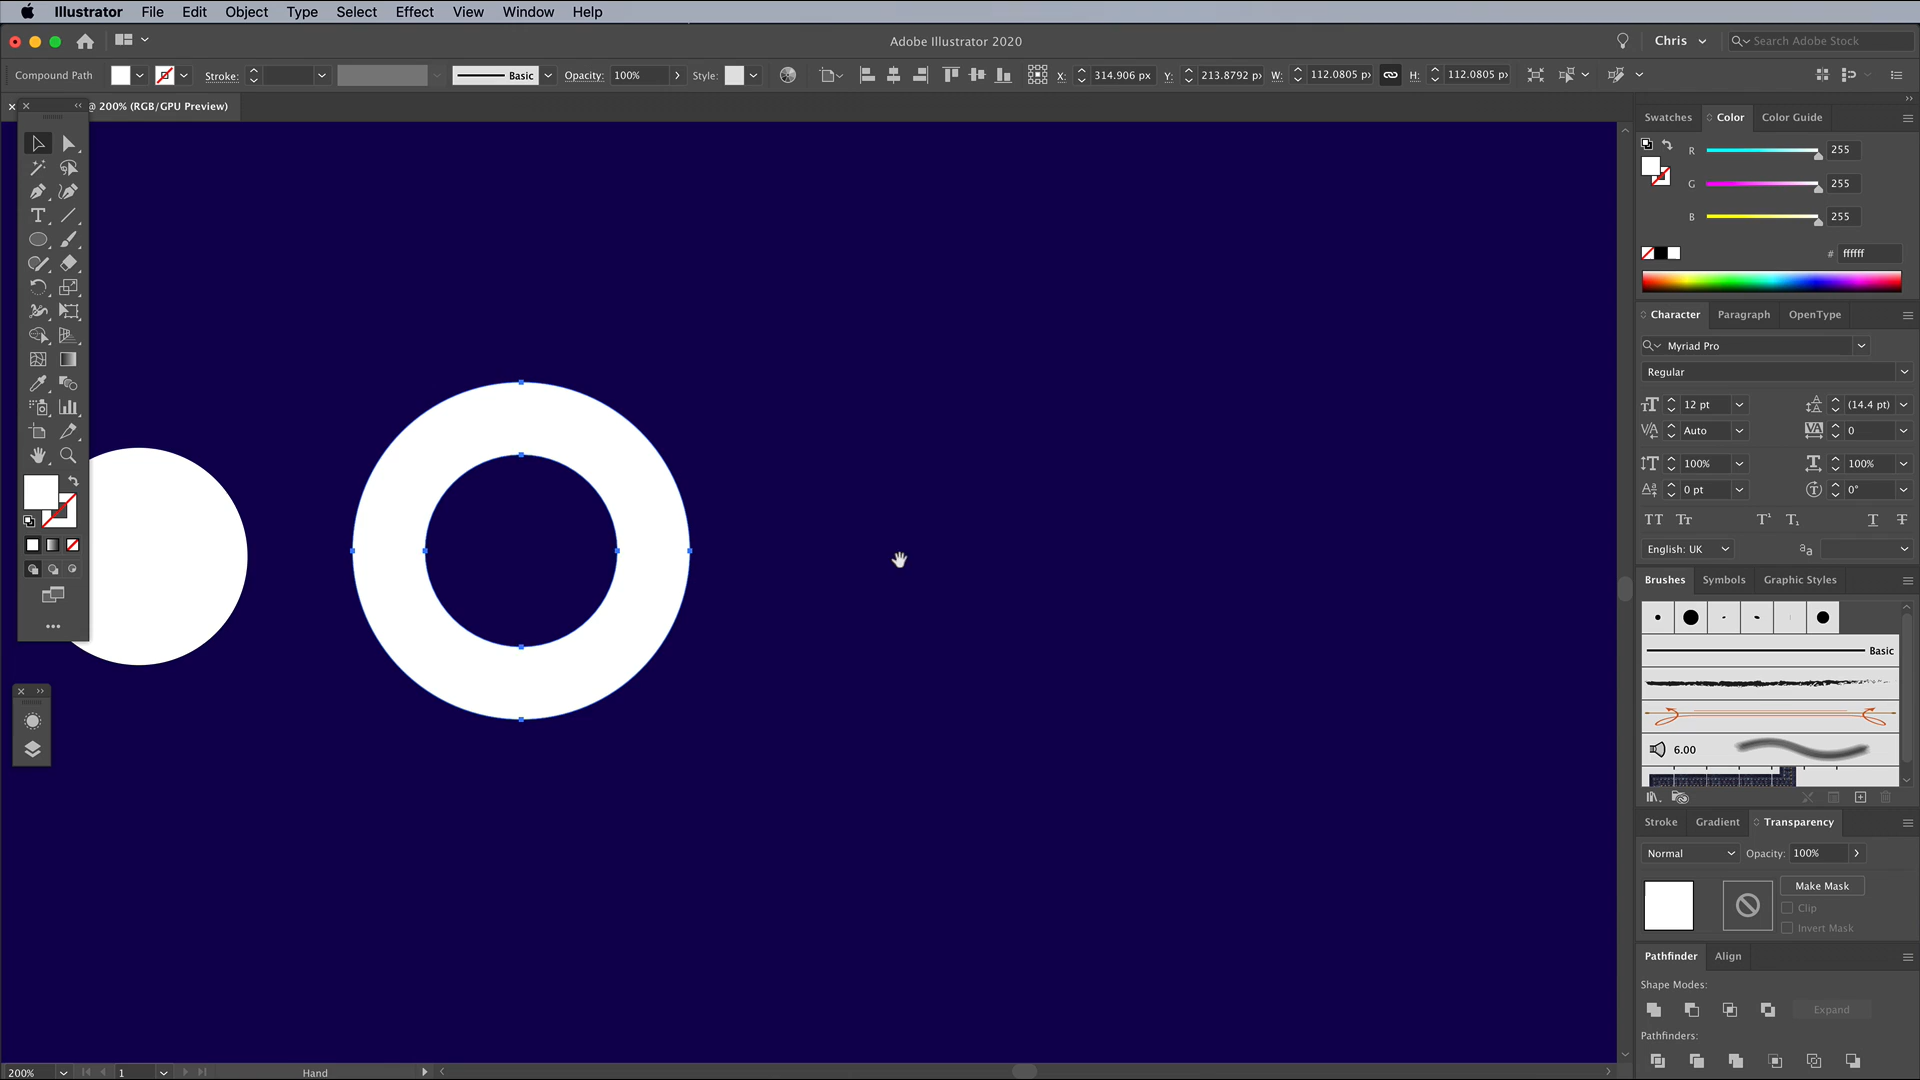 Illustrator File Edit Object Type Select Effect View Window Help
Adobe Illustrator 2020
Chris
Search Adobe Stock
Compound Path
Stroke:
Basic
Opacity: 100%
Style:
X: 314.906 px
Y: 213.8792 p
W: 112.0805 p
H: 112.0805 p
@ 200% (RGB/GPU Preview)
Swatches Color Color Guide
R 255
G 255
B 255
# ffffff
Character Paragraph OpenType
Myriad Pro
Regular
12 pt
(14.4 pt)
Auto
0
100%
100%
0 pt
0°
English: UK
Brushes Symbols Graphic Styles
Basic
6.00
Stroke Gradient Transparency
Normal
Opacity: 100%
Make Mask
Clip
Invert Mask
Pathfinder Align
Shape Modes:
Expand
Pathfinders:
200%
1
Hand